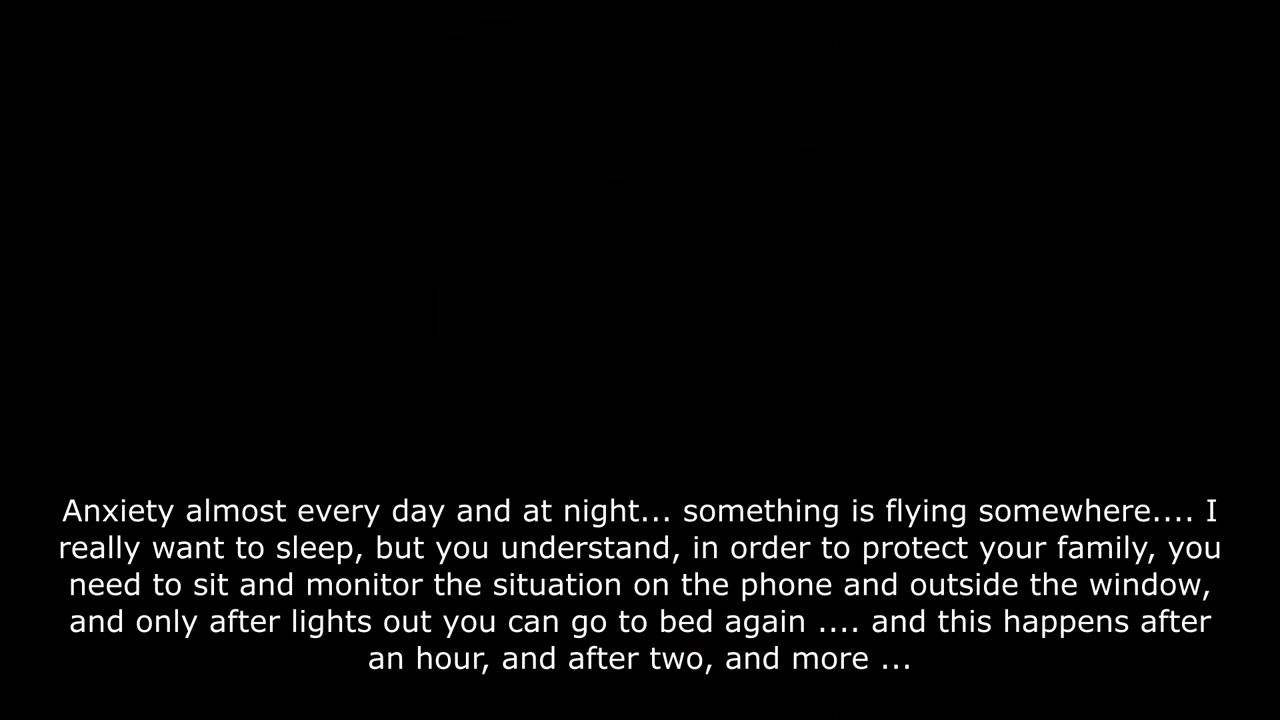 Anxiety almost every day and at night... something is flying somewhere.... I
really want to sleep, but you understand, in order to protect your family, you
need to sit and monitor the situation on the phone and outside the window,
and only after lights out you can go to bed again .... and this happens after
an hour, and after two, and more ...